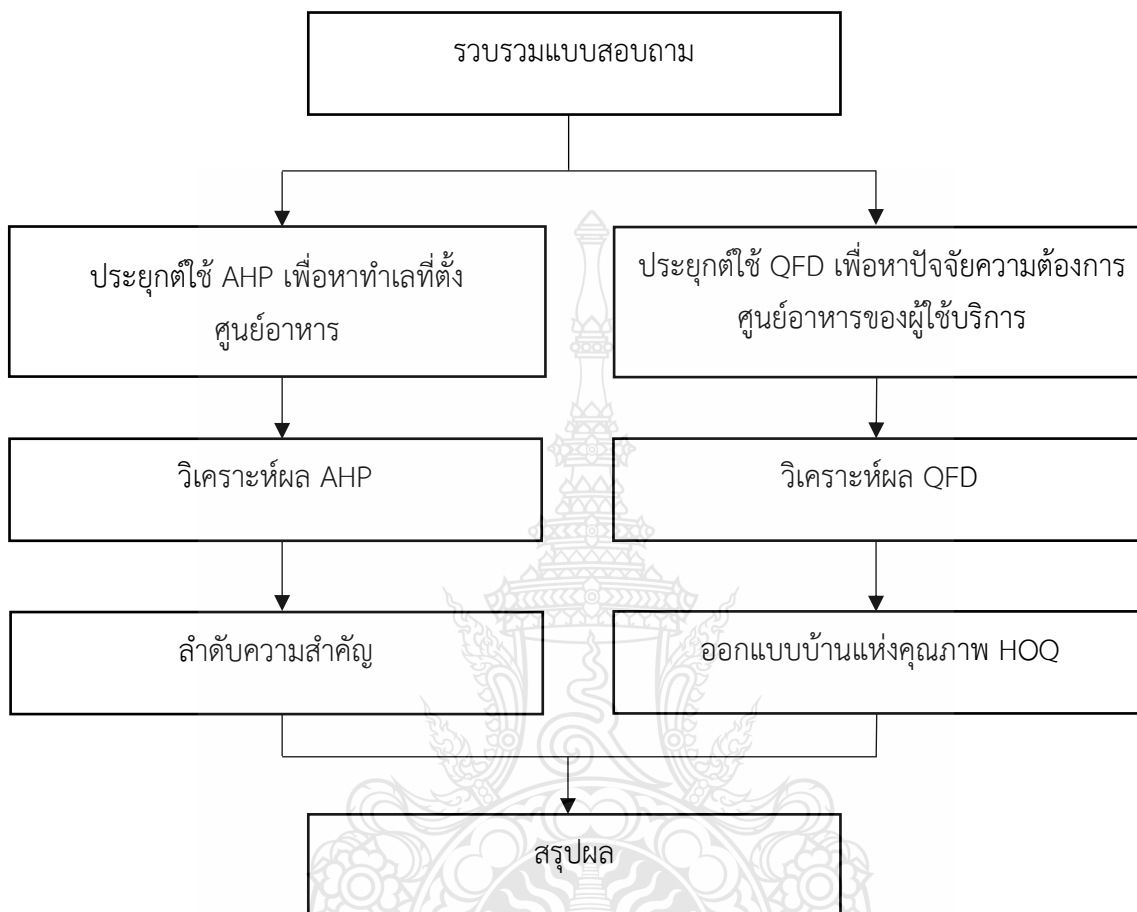 รวบรวมแบบสอบถาม
ประยุกต์ใช้ AHP เพื่อหาทำเลที่ตั้ง
ศูนย์อาหาร
ประยุกต์ใช้ QFD เพื่อหาปัจจัยความต้องการ
ศูนย์อาหารของผู้ใช้บริการ
วิเคราะห์ผล AHP
วิเคราะห์ผล QFD
ลำดับความสำคัญ
ออกแบบบ้านแห่งคุณภาพ HOQ
สรุปผล